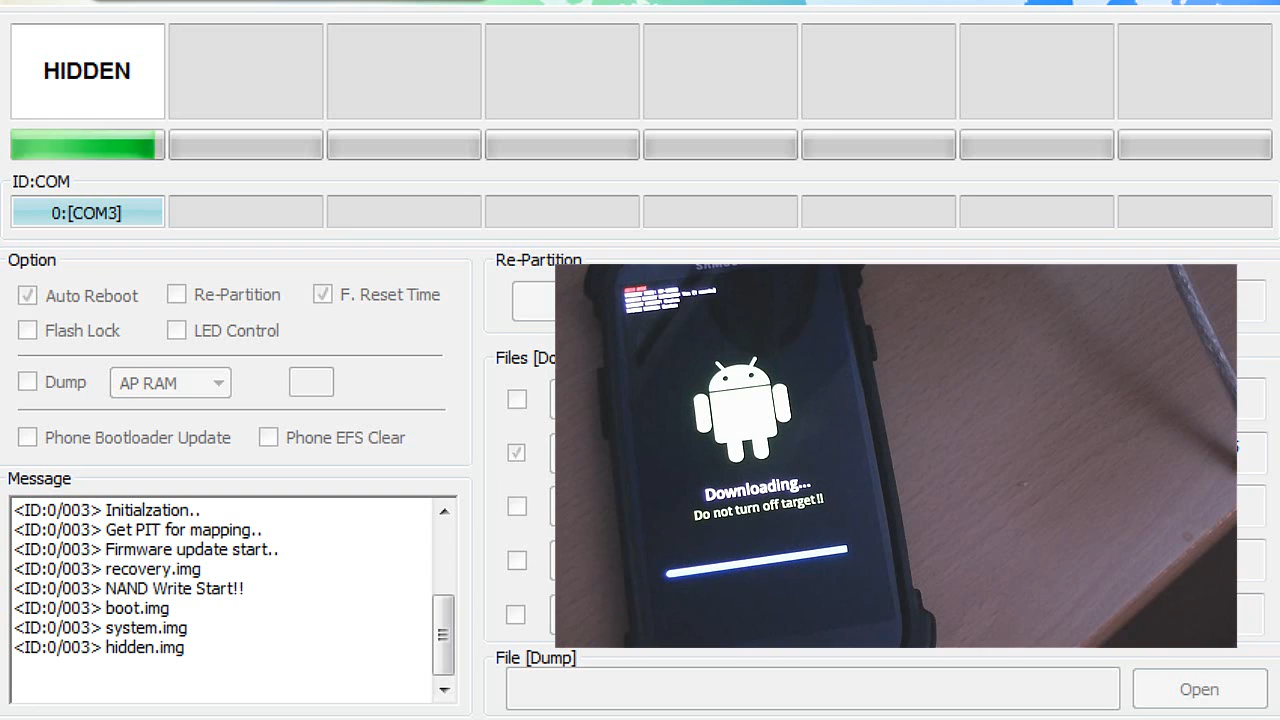 HIDDEN
ID:COM
0:[COM3]
Option
Auto Reboot
Re-Partition
F. Reset Time
Flash Lock
LED Control
Dump
AP RAM
Phone Bootloader Update
Phone EFS Clear
Message
<ID:0/003> Initialzation..
<ID:0/003> Get PIT for mapping..
<ID:0/003> Firmware update start..
<ID:0/003> recovery.img
<ID:0/003> NAND Write Start!!
<ID:0/003> boot.img
<ID:0/003> system.img
<ID:0/003> hidden.img
Re-Partition
Files [Do
Downloading...
Do not turn off target!!
File [Dump]
Open